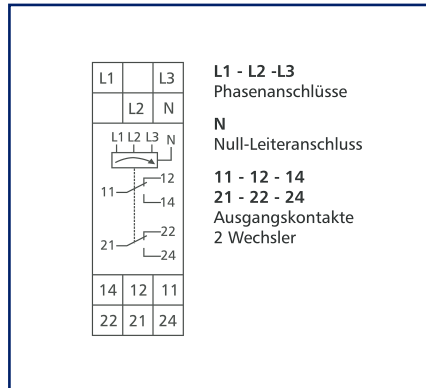 L1 L3
L2 N
L1 L2 L3 N
12
11
14
22
21
24
14 12 11
22 21 24
L1 - L2 -L3
Phasenanschlüsse
N
Null-Leiteranschluss
11 - 12 - 14
21 - 22 - 24
Ausgangskontakte
2 Wechsler